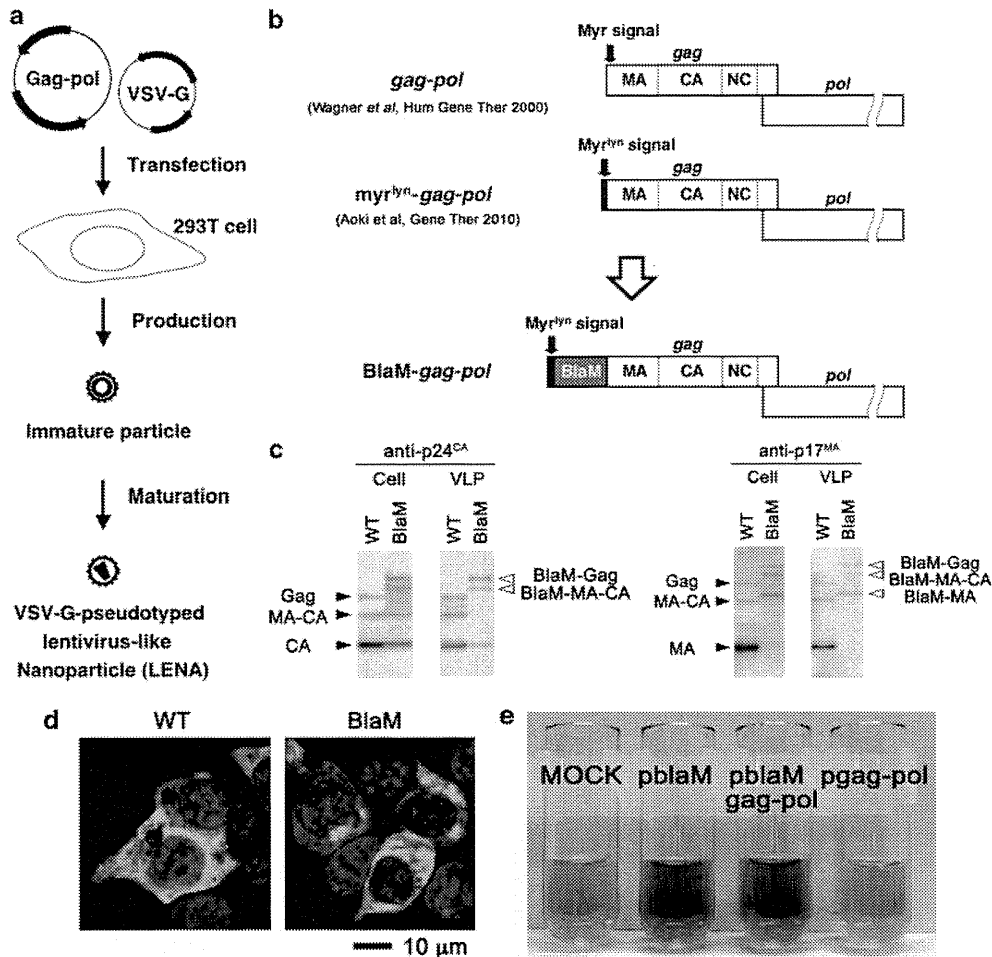 a
Gag-pol
VSV-G
Transfection
293T cell
Production
Immature particle
Maturation
VSV-G-pseudotyped
lentivirus-like
Nanoparticle (LENA)
b
Myr signal
gag
gag-pol
MA CA NC
pol
(Wagner et al, Hum Gene Ther 2000)
Myrlyn signal
gag
myrlyn-gag-pol
MA CA NC
pol
(Aoki et al, Gene Ther 2010)
Myrlyn signal
gag
BlaM-gag-pol
BlaM MA CA NC
pol
c
anti-p24CA
Cell VLP
WT BlaM WT BlaM
Gag
MA-CA
CA
BlaM-Gag
BlaM-MA-CA
anti-p17MA
Cell VLP
WT BlaM WT BlaM
Gag
MA-CA
MA
BlaM-Gag
BlaM-MA-CA
BlaM-MA
d
WT BlaM
10 µm
e
MOCK pblaM pblaM pgag-pol
gag-pol